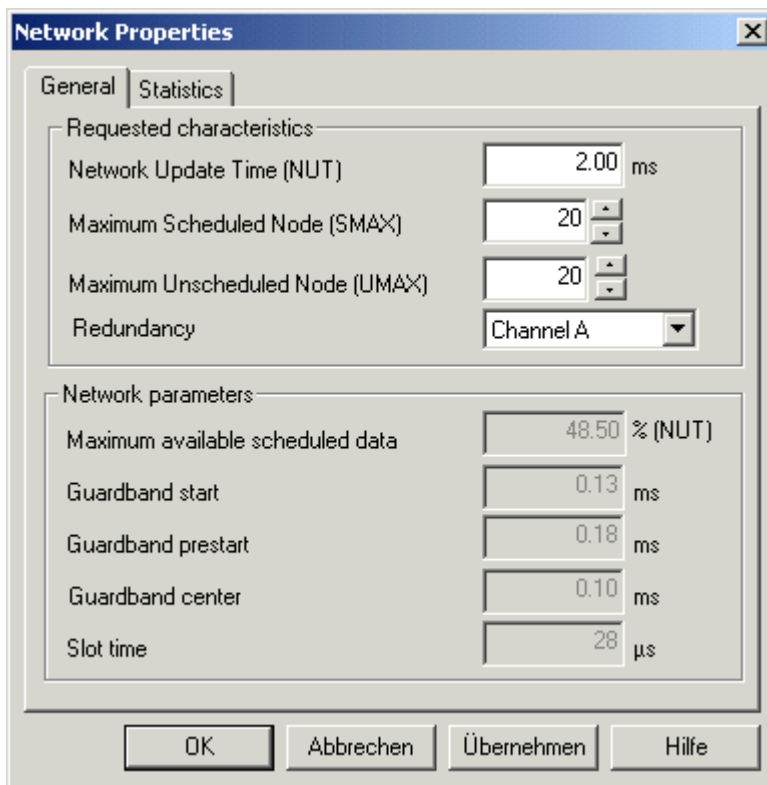 Network Properties
General
Statistics
Requested characteristics
Network Update Time (NUT) 2.00 ms
Maximum Scheduled Node (SMAX) 20
Maximum Unscheduled Node (UMAX) 20
Redundancy Channel A
Network parameters
Maximum available scheduled data 48.50 % (NUT)
Guardband start 0.13 ms
Guardband prestart 0.18 ms
Guardband center 0.10 ms
Slot time 28 µs
OK Abbrechen Übernehmen Hilfe